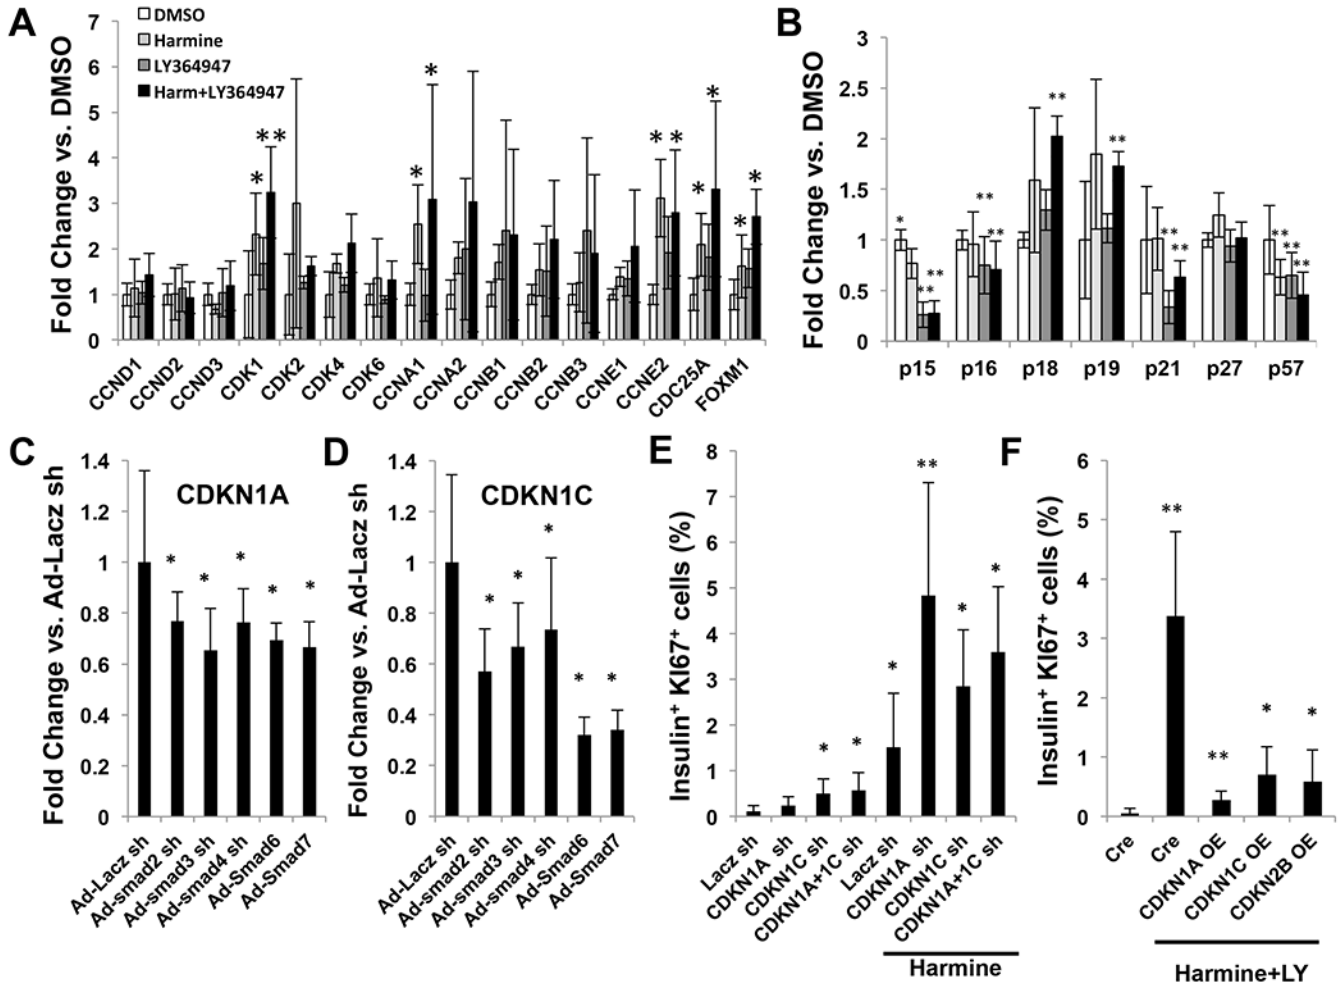 A
Fold Change vs. DMSO
7
6
5
4
3
2
1
0
DMSO
Harmine
LY364947
Harm+LY364947
**
*
*
*
* *
*
*
*
*
CCND1
CCND2
CCND3
CDK1
CDK2
CDK4
CDK6
CCNA1
CCNA2
CCNB1
CCNB2
CCNB3
CCNE1
CCNE2
CDC25A
FOXM1
B
Fold Change vs. DMSO
3
2.5
2
1.5
1
0.5
0
*
**
**
**
**
**
**
**
**
**
**
**
p15
p16
p18
p19
p21
p27
p57
C
Fold Change vs. Ad-Lacz sh
1.4
1.2
1
0.8
0.6
0.4
0.2
0
CDKN1A
*
*
*
*
*
Ad-Lacz sh
Ad-smad2 sh
Ad-smad3 sh
Ad-smad4 sh
Ad-Smad6
Ad-Smad7
D
Fold Change vs. Ad-Lacz sh
1.4
1.2
1
0.8
0.6
0.4
0.2
0
CDKN1C
*
*
*
*
*
Ad-Lacz sh
Ad-smad2 sh
Ad-smad3 sh
Ad-smad4 sh
Ad-Smad6
Ad-Smad7
E
Insulin+ KI67+ cells (%)
8
7
6
5
4
3
2
1
0
*
*
*
**
*
*
Lacz sh
CDKN1A sh
CDKN1C sh
CDKN1A+1C sh
Lacz sh
CDKN1A sh
CDKN1C sh
CDKN1A+1C sh
Harmine
F
Insulin+ KI67+ cells (%)
6
5
4
3
2
1
0
**
**
*
*
Cre
Cre
CDKN1A OE
CDKN1C OE
CDKN2B OE
Harmine+LY